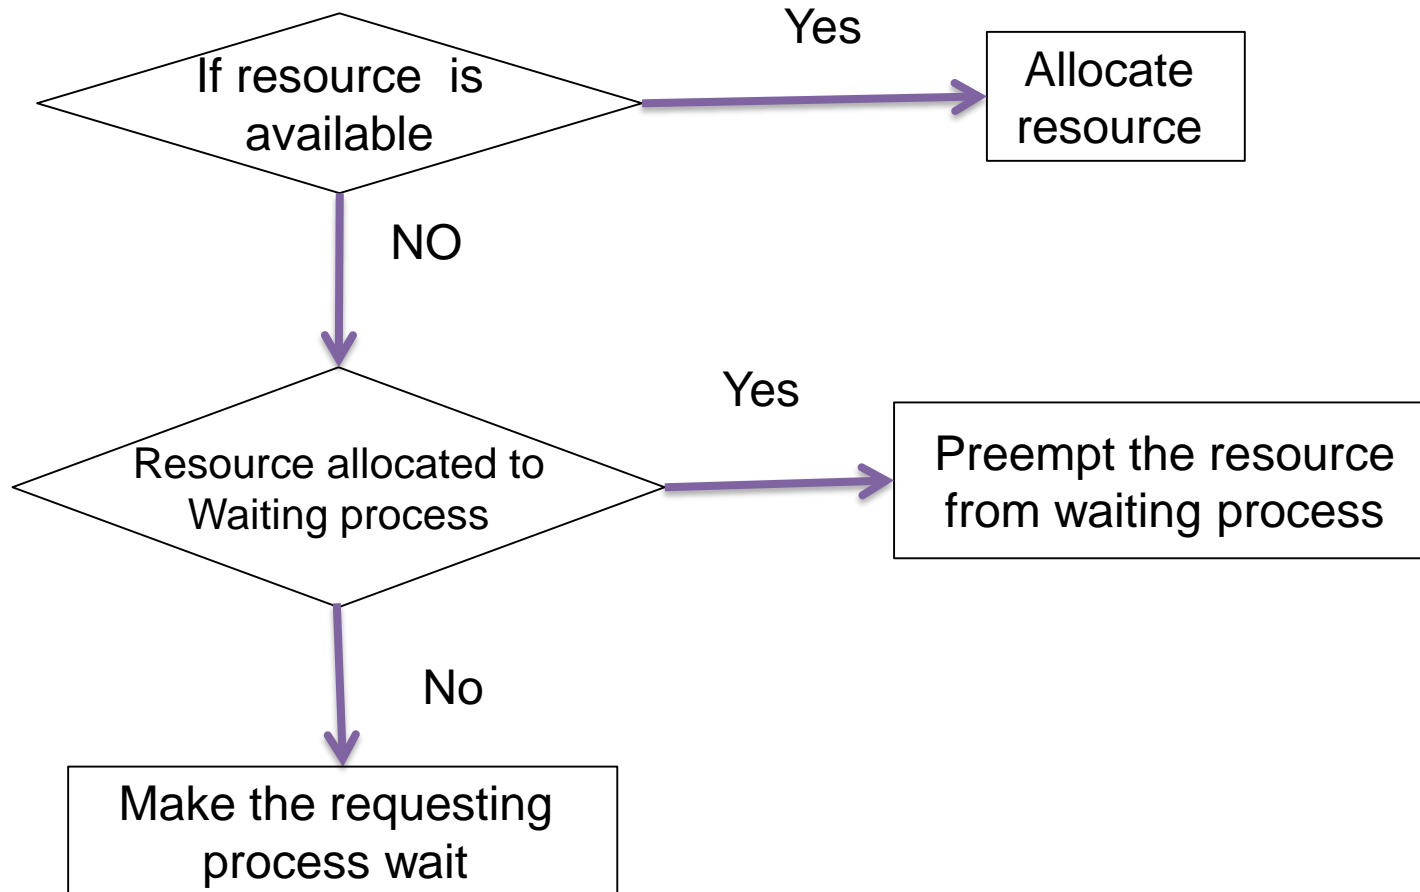 If resource is
available
Yes
Allocate
resource
NO
Resource allocated to
Waiting process
Yes
Preempt the resource
from waiting process
No
Make the requesting
process wait